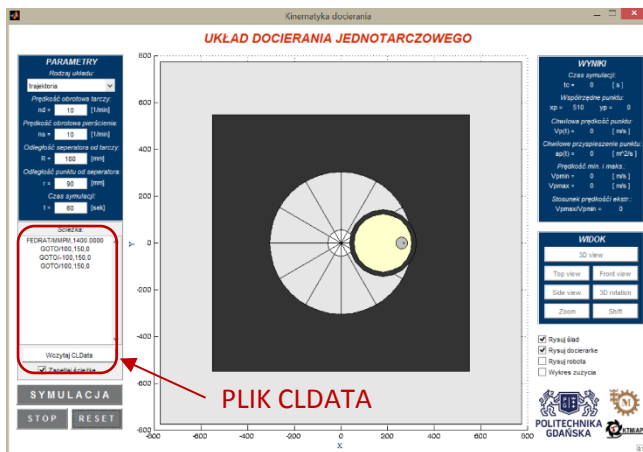 Kinematyka docierania
UKŁAD DOCIERANIA JEDNOTARCZOWEGO
PARAMETRY
Rodzaj układu:
trajektoria
Prędkość obrotowa tarczy:
nd = 10 [1/min]
Prędkość obrotowa pierścienia:
ns = 10 [1/min]
Odległość seperatora od tarczy:
R = 180 [mm]
Odległość punktu od seperatora:
r = 90 [mm]
Czas symulacji:
t = 60 [sek]
Ścieżka:
FEDRAT/MMPM,1400.0000
GOTO/100,150,0
GOTO/-100,150,0
GOTO/100,150,0
Wczytaj CLData
Zapętlaj ścieżkę
SYMULACJA
STOP RESET
800
600
400
200
0
-200
-400
-600
-800
Y
-800 -600 -400 -200 0 200 400 600 800
X
PLIK CLDATA
WYNIKI
Czas symulacji:
tc = 0 [ s ]
Współrzędne punktu:
xp = 510 yp = 0
Chwilowa prędkość punktu:
Vp(t) = 0 [ m/s ]
Chwilowe przyspieszenie punktu:
ap(t) = 0 [ m^2/s ]
Prędkość min. i maks.:
Vpmin = 0 [ m/s ]
Vpmax = 0 [ m/s ]
Stosunek prędkości ekstr.:
Vpmax/Vpmin = 0
WIDOK
3D view
Top view Front view
Side view 3D rotation
Zoom Shift
Rysuj ślad
Rysuj docierarke
Rysuj robota
Wykres zużycia
POLITECHNIKA
GDAŃSKA
KTMiAP